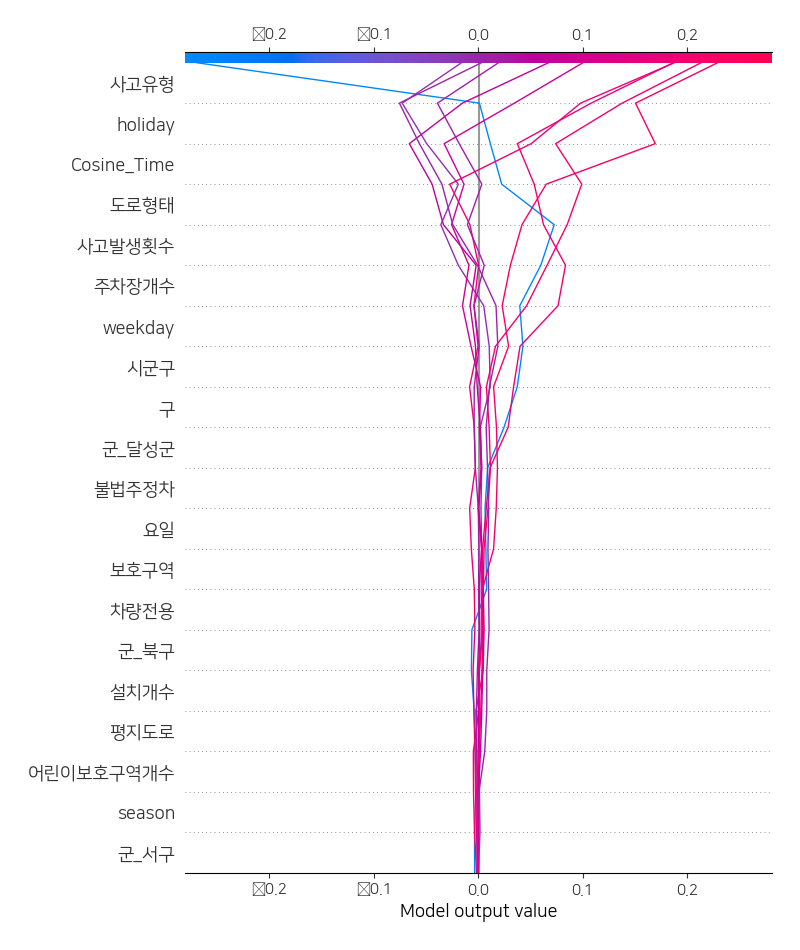 ☒0.2 ☒0.1 0.0 0.1 0.2
사고유형
holiday
Cosine_Time
도로형태
사고발생횟수
주차장개수
weekday
시군구
구
군_달성군
불법주정차
요일
보호구역
차량전용
군_북구
설치개수
평지도로
어린이보호구역개수
season
군_서구
☒0.2 ☒0.1 0.0 0.1 0.2
Model output value